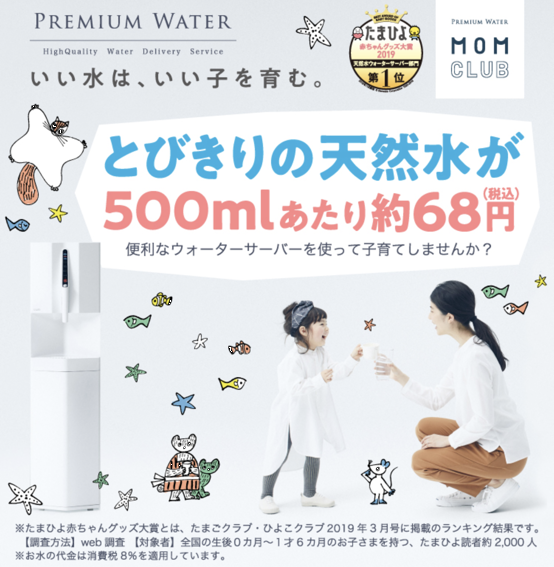 PREMIUM WATER
HighQuality Water Delivery Service
いい水は、いい子を育む。
たまひよ
赤ちゃんグッズ大賞
2019
天然水ウォーターサーバー部門
第1位
PREMIUM WATER
MOM
CLUB
とびきりの天然水が
500mlあたり約68円(税込)
便利なウォーターサーバーを使って子育てしませんか？
※たまひよ赤ちゃんグッズ大賞とは、たまごクラブ・ひよこクラブ2019年3月号に掲載のランキング結果です。
【調査方法】web調査 【対象者】全国の生後0カ月〜1才6カ月のお子さまを持つ、たまひよ読者約2,000人
※お水の代金は消費税8%を適用しています。